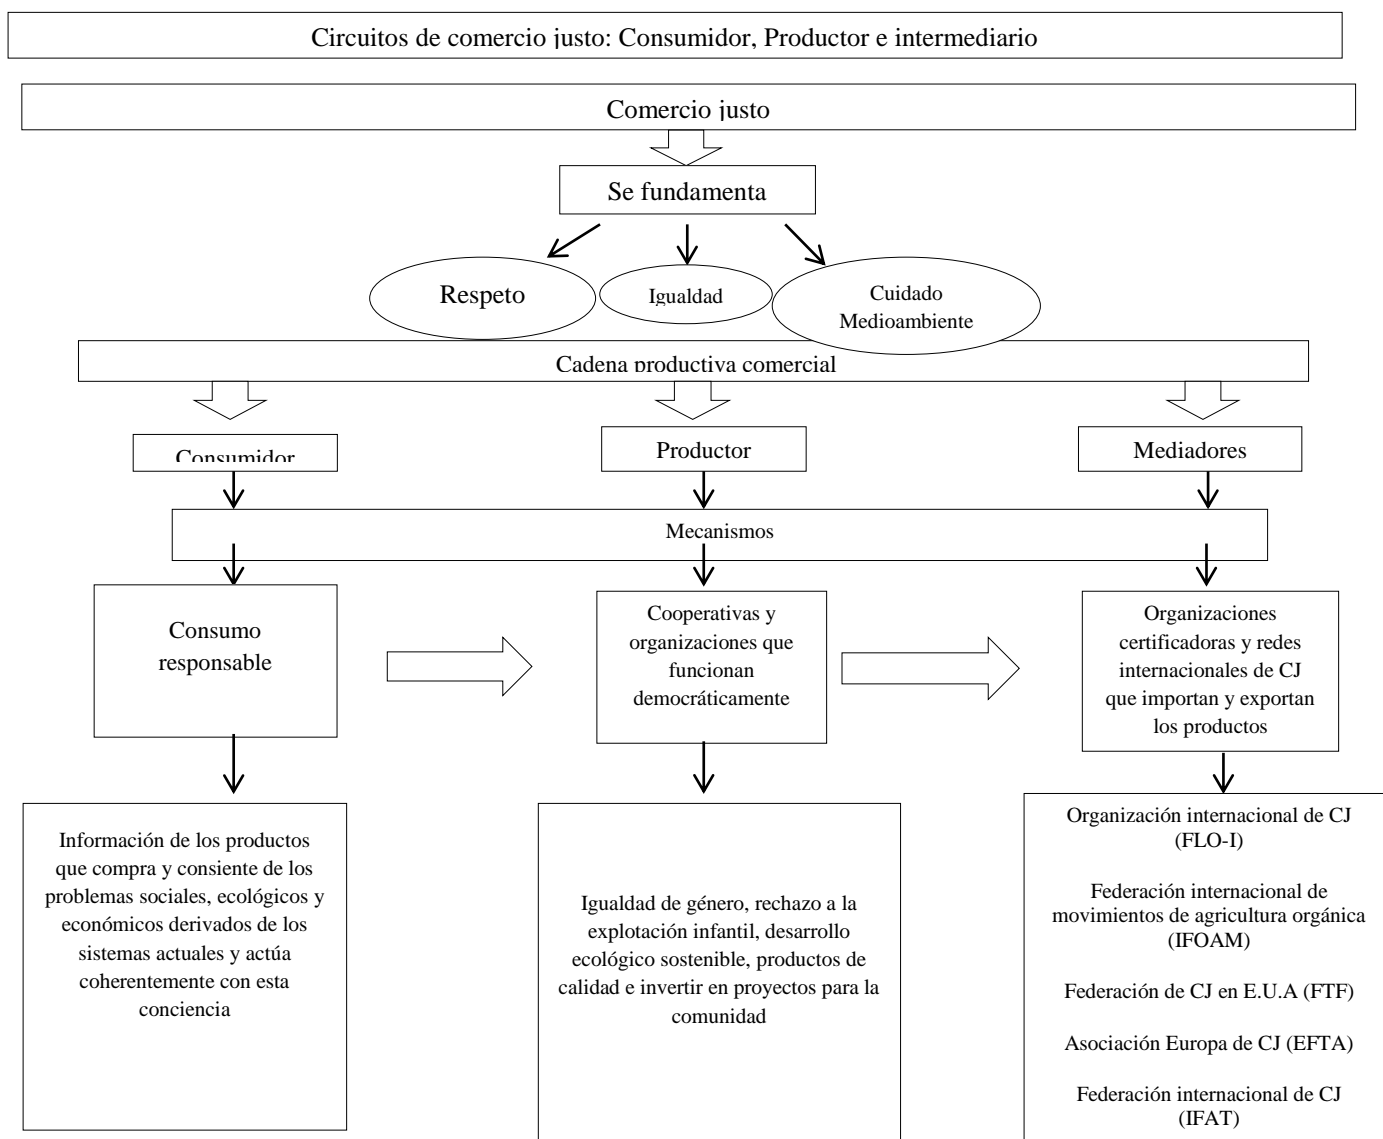 Circuitos de comercio justo: Consumidor, Productor e intermediario
Comercio justo
Se fundamenta
Respeto
Igualdad
Cuidado
Medioambiente
Cadena productiva comercial
Consumidor
Productor
Mediadores
Mecanismos
Consumo
responsable
Cooperativas y
organizaciones que
funcionan
democráticamente
Organizaciones
certificadoras y redes
internacionales de CJ
que importan y exportan
los productos
Información de los productos
que compra y consiente de los
problemas sociales, ecológicos y
económicos derivados de los
sistemas actuales y actúa
coherentemente con esta
conciencia
Igualdad de género, rechazo a la
explotación infantil, desarrollo
ecológico sostenible, productos de
calidad e invertir en proyectos para la
comunidad
Organización internacional de CJ
(FLO-I)
Federación internacional de
movimientos de agricultura orgánica
(IFOAM)
Federación de CJ en E.U.A (FTF)
Asociación Europa de CJ (EFTA)
Federación internacional de CJ
(IFAT)